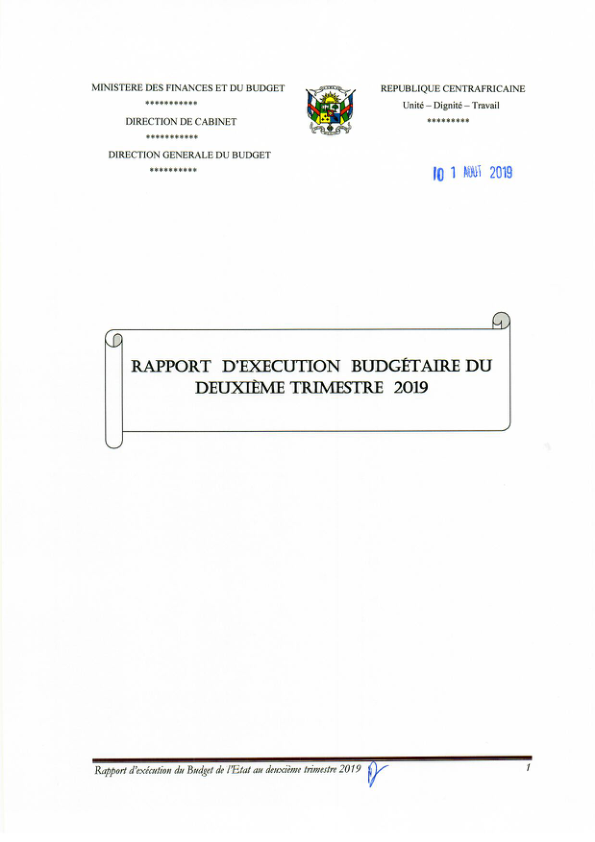 MINISTERE DES FINANCES ET DU BUDGET
***********
DIRECTION DE CABINET
***********
DIRECTION GENERALE DU BUDGET
**********
REPUBLIQUE CENTRAFRICAINE
Unité – Dignité – Travail
*********
1 AOUT 2019
RAPPORT D'EXECUTION BUDGÉTAIRE DU
DEUXIÈME TRIMESTRE 2019
Rapport d'exécution du Budget de l'Etat au deuxième trimestre 2019 1